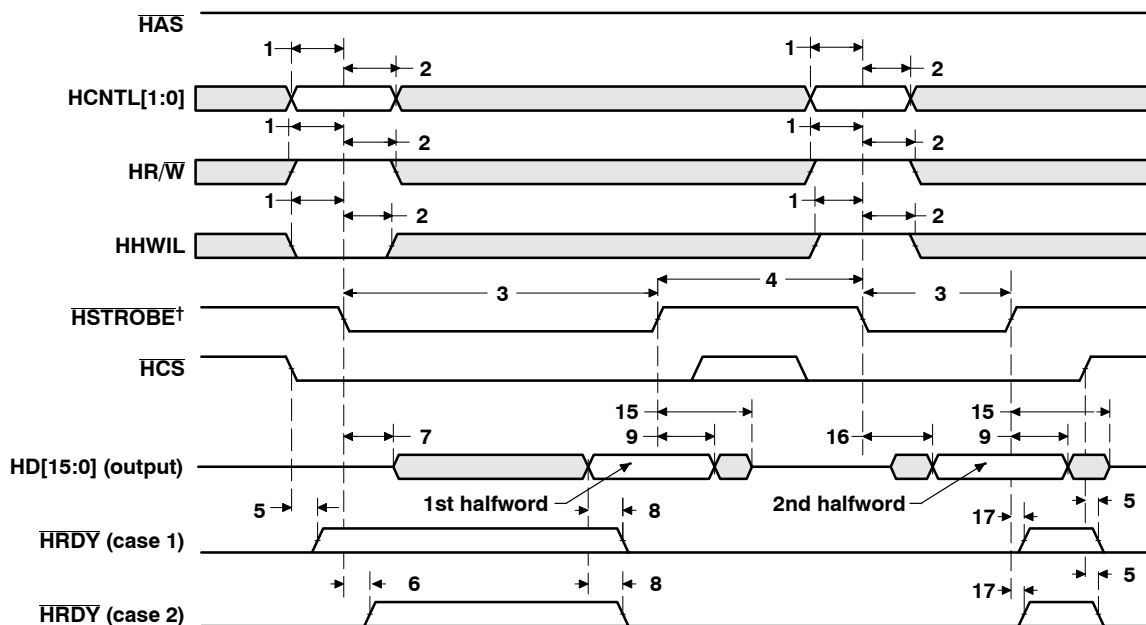 HAS
1 1
2 2
HCNTL[1:0]
1 1
2 2
HR/W
1 1
2 2
HHWIL
4
3 3
HSTROBE†
HCS
15 15
7 9 16 9
HD[15:0] (output)
1st halfword 2nd halfword
5 8 17 5
HRDY (case 1)
6 8 17 5
HRDY (case 2)